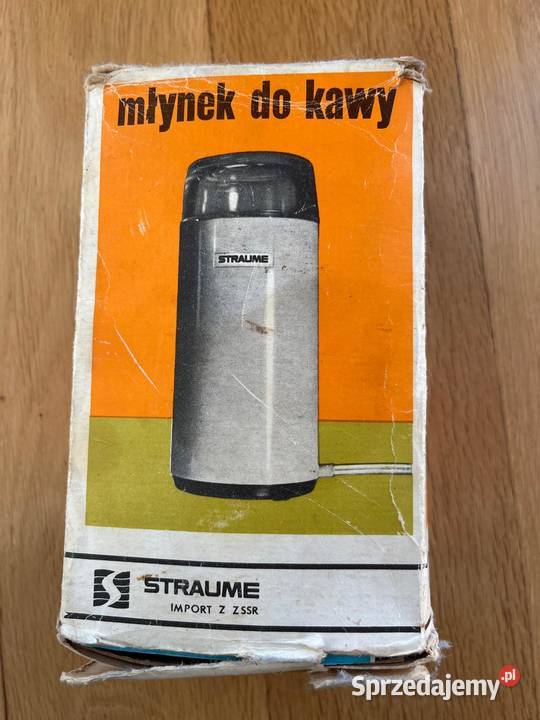 młynek do kawy
STRAUME
STRAUME
IMPORT Z ZSSR
Sprzedajemy.pl